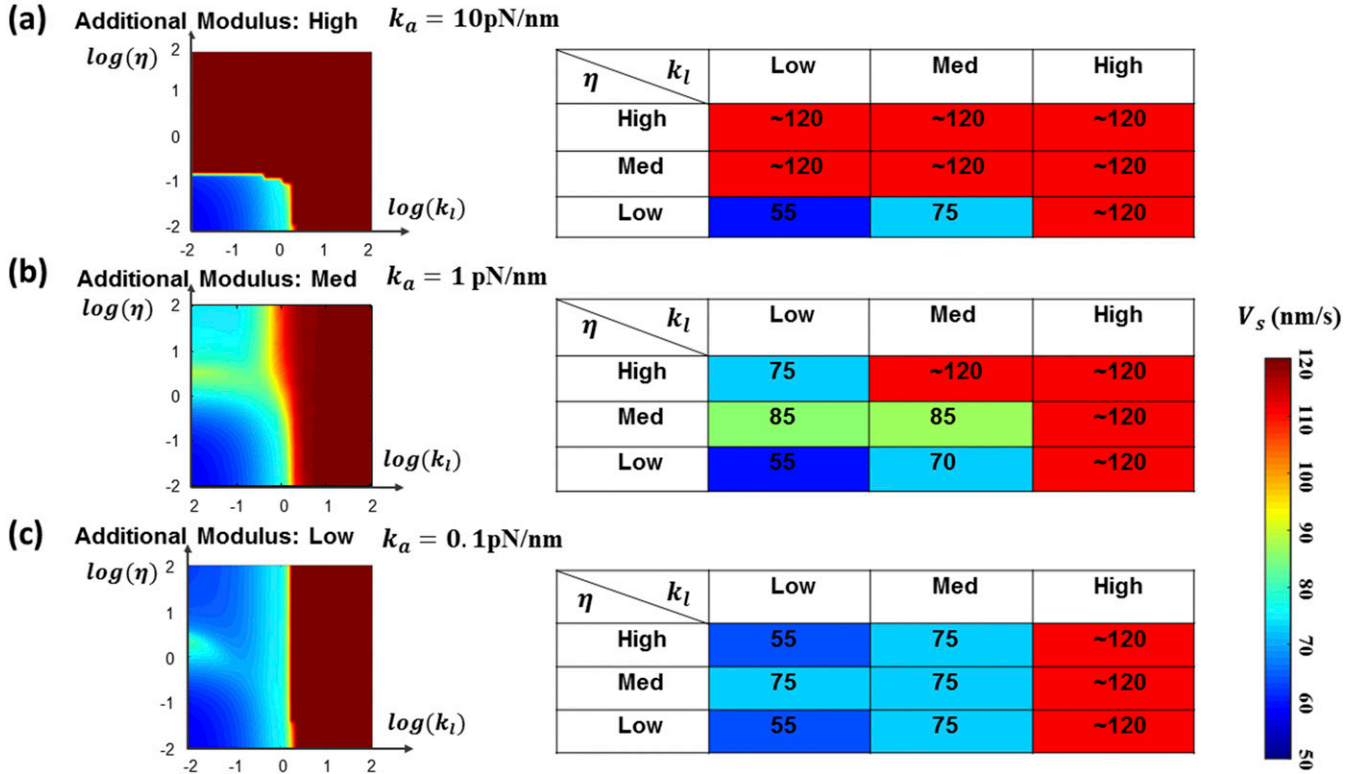 (a) Additional Modulus: High k_a = 10pN/nm
log(η)
2
1
0
-1
-2
log(k_l)
-2 -1 0 1 2
η k_l Low Med High
High ~120 ~120 ~120
Med ~120 ~120 ~120
Low 55 75 ~120
(b) Additional Modulus: Med k_a = 1 pN/nm
log(η)
2
1
0
-1
-2
log(k_l)
-2 -1 0 1 2
η k_l Low Med High
High 75 ~120 ~120
Med 85 85 ~120
Low 55 70 ~120
V_s (nm/s)
120
110
100
90
80
70
60
50
(c) Additional Modulus: Low k_a = 0.1pN/nm
log(η)
2
1
0
-1
-2
log(k_l)
-2 -1 0 1 2
η k_l Low Med High
High 55 75 ~120
Med 75 75 ~120
Low 55 75 ~120